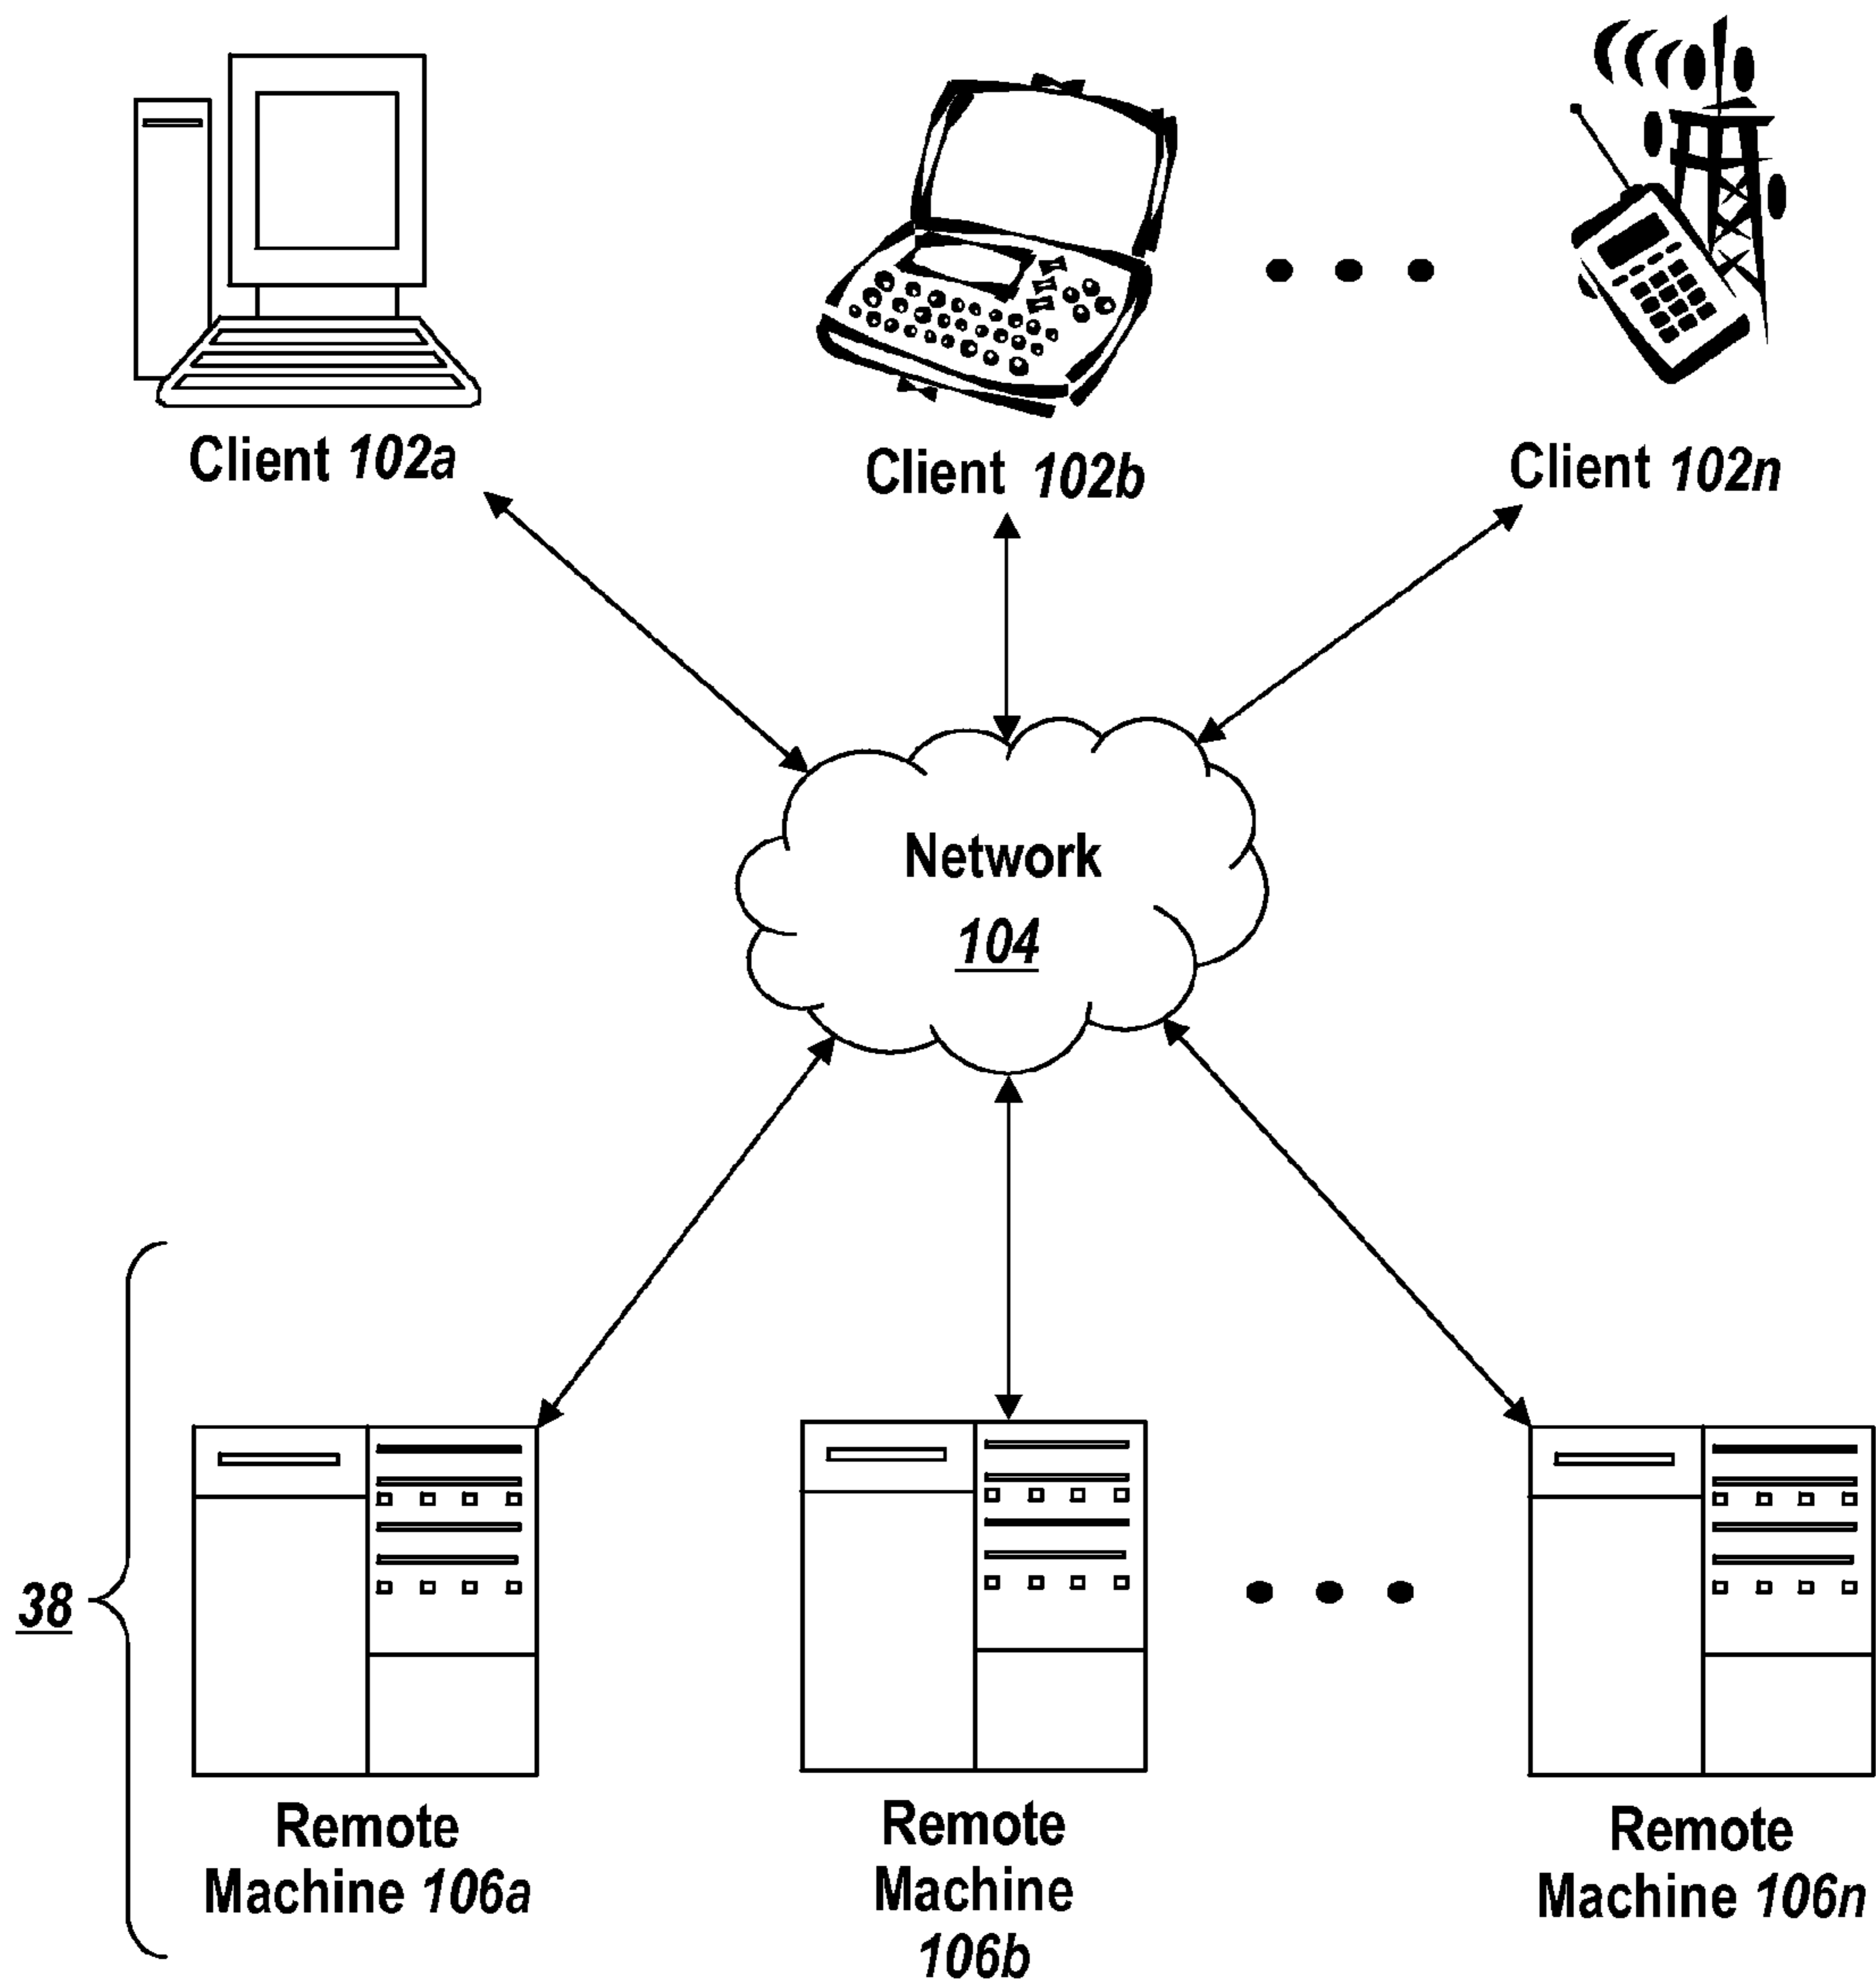 Client 102a
Client 102b
Client 102n
Network
104
38
Remote
Machine 106a
Remote
Machine
106b
Remote
Machine 106n